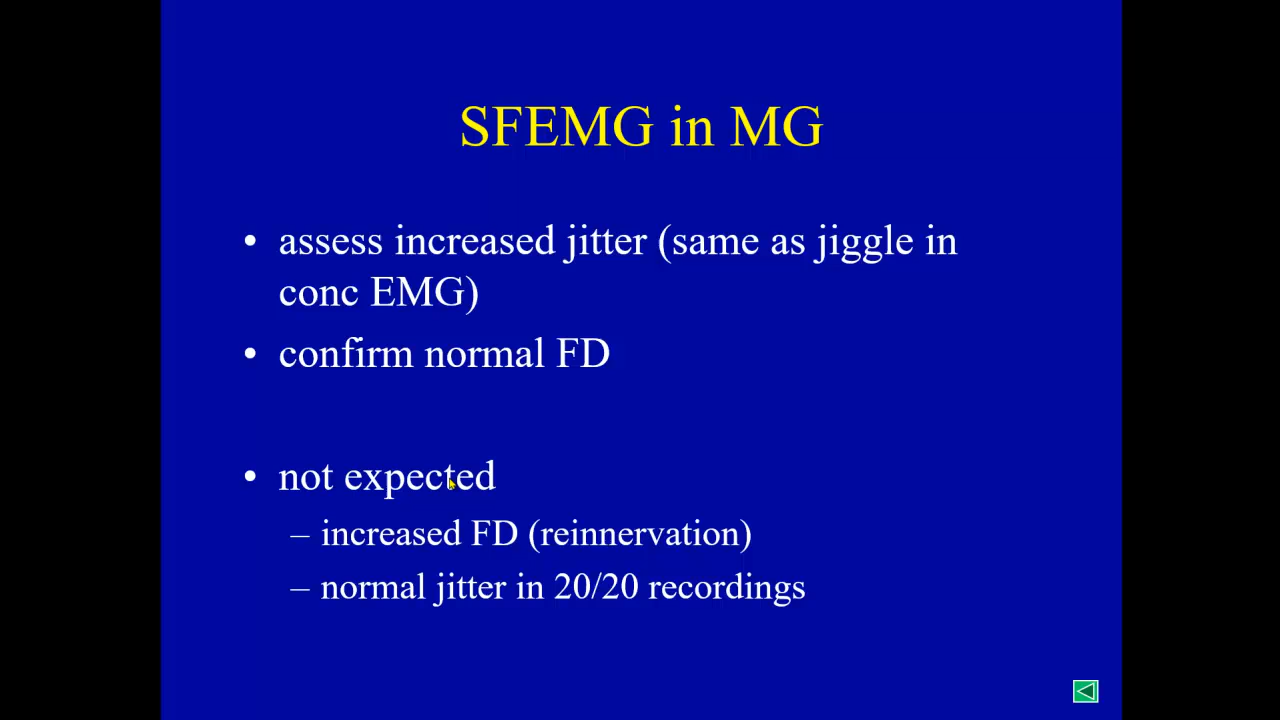 SFEMG in MG
• assess increased jitter (same as jiggle in
conc EMG)
• confirm normal FD
• not expected
– increased FD (reinnervation)
– normal jitter in 20/20 recordings